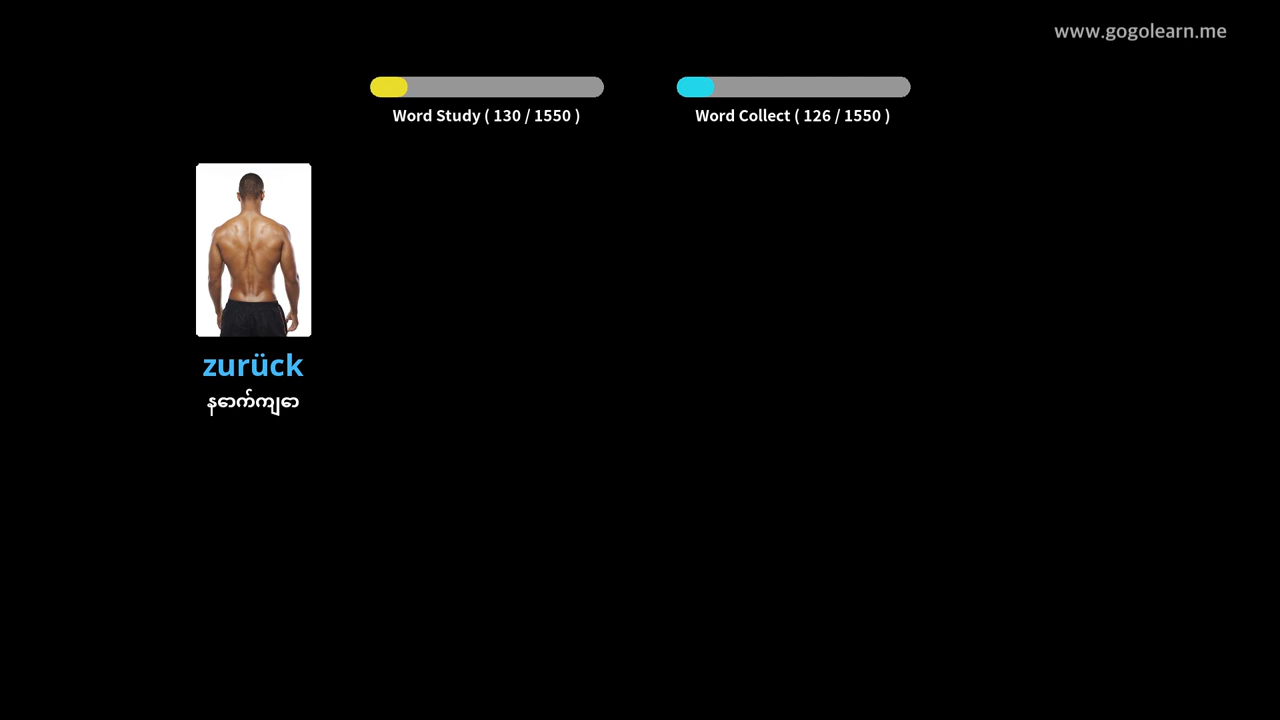 www.gogolearn.me
Word Study ( 130 / 1550 )
Word Collect ( 126 / 1550 )
zurück
နောက်ကျော